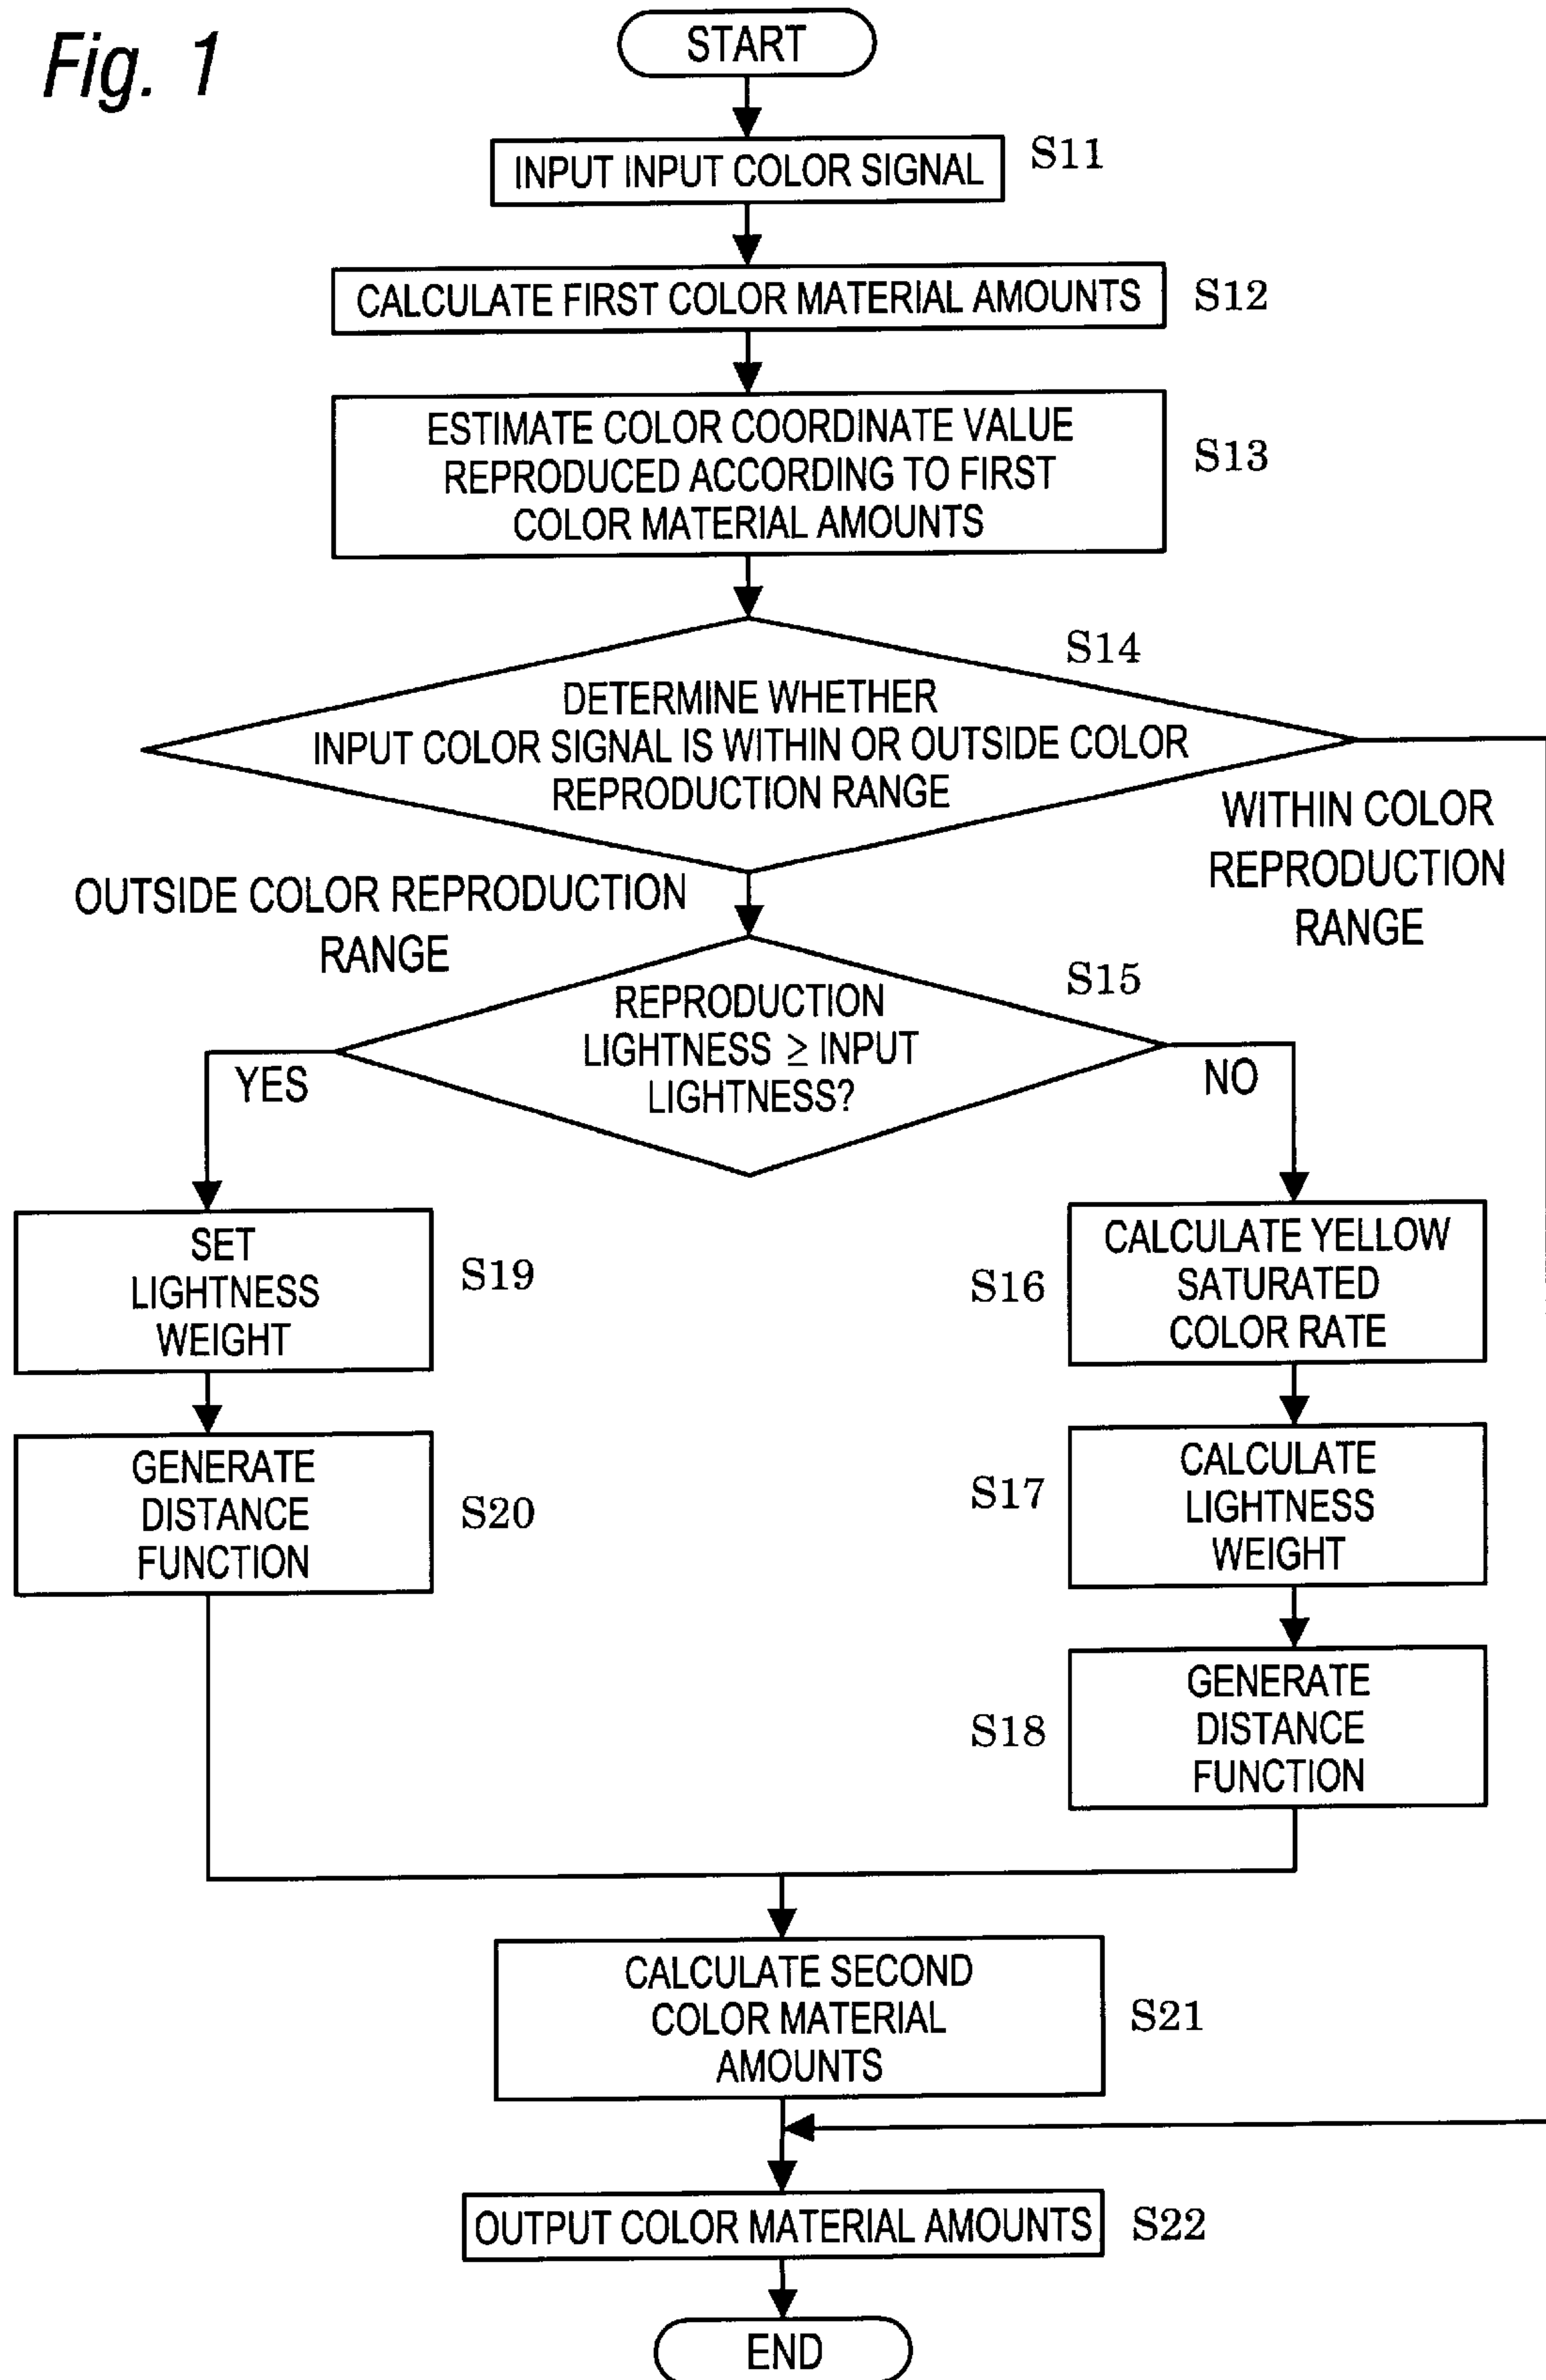 Fig. 1
START
INPUT INPUT COLOR SIGNAL
S11
CALCULATE FIRST COLOR MATERIAL AMOUNTS
S12
ESTIMATE COLOR COORDINATE VALUE
REPRODUCED ACCORDING TO FIRST
COLOR MATERIAL AMOUNTS
S13
S14
DETERMINE WHETHER
INPUT COLOR SIGNAL IS WITHIN OR OUTSIDE COLOR
REPRODUCTION RANGE
WITHIN COLOR
REPRODUCTION
RANGE
OUTSIDE COLOR REPRODUCTION
RANGE
S15
REPRODUCTION
LIGHTNESS ≥ INPUT
LIGHTNESS?
YES
NO
SET
LIGHTNESS
WEIGHT
S19
GENERATE
DISTANCE
FUNCTION
S20
S16
CALCULATE YELLOW
SATURATED
COLOR RATE
S17
CALCULATE
LIGHTNESS
WEIGHT
S18
GENERATE
DISTANCE
FUNCTION
CALCULATE SECOND
COLOR MATERIAL
AMOUNTS
S21
OUTPUT COLOR MATERIAL AMOUNTS
S22
END